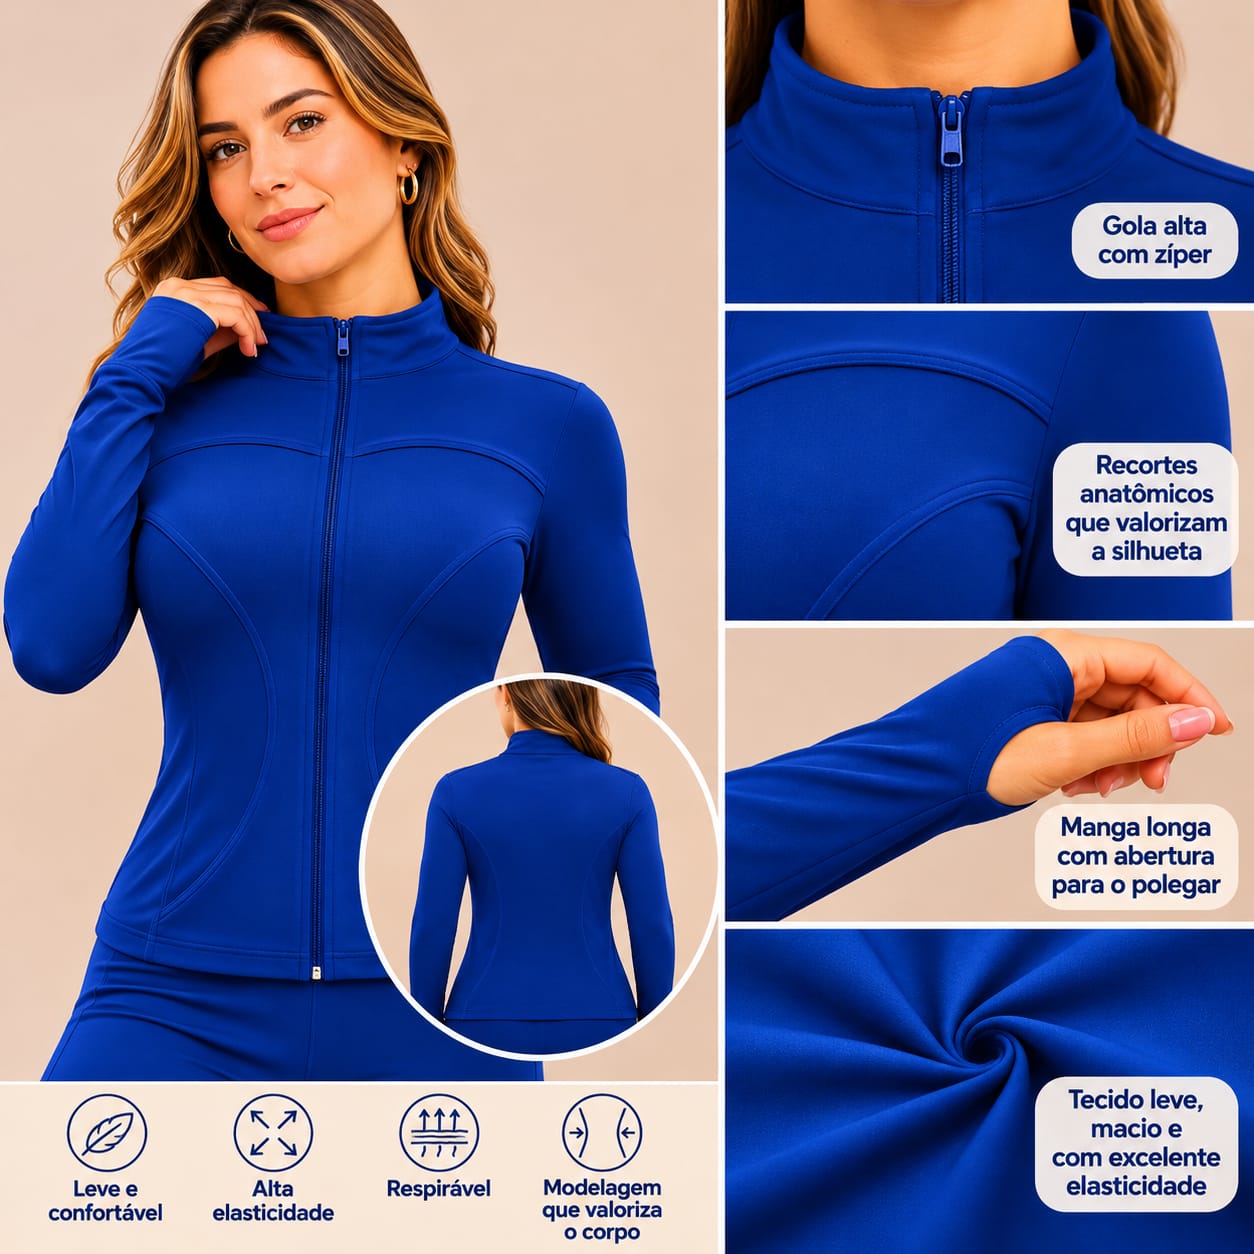 Gola alta
com zíper
Recortes
anatômicos
que valorizam
a silhueta
Manga longa
com abertura
para o polegar
Tecido leve,
macio e
com excelente
elasticidade
Leve e
confortável
Alta
elasticidade
Respirável
Modelagem
que valoriza
o corpo